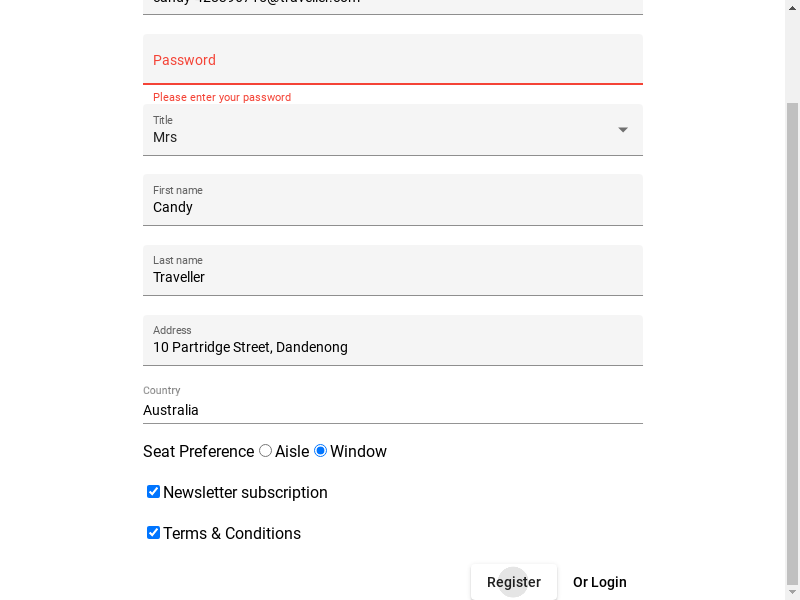 Password
Please enter your password
Title
Mrs
First name
Candy
Last name
Traveller
Address
10 Partridge Street, Dandenong
Country
Australia
Seat Preference Aisle Window
Newsletter subscription
Terms & Conditions
Register Or Login